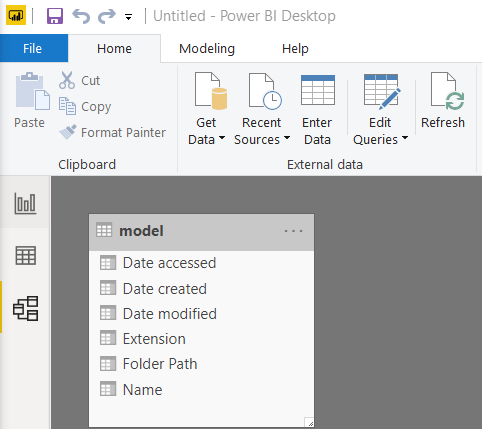 Untitled - Power BI Desktop
File Home Modeling Help
Paste
Cut
Copy
Format Painter
Clipboard
Get Data
Recent Sources
Enter Data
Edit Queries
Refresh
External data
model ...
Date accessed
Date created
Date modified
Extension
Folder Path
Name